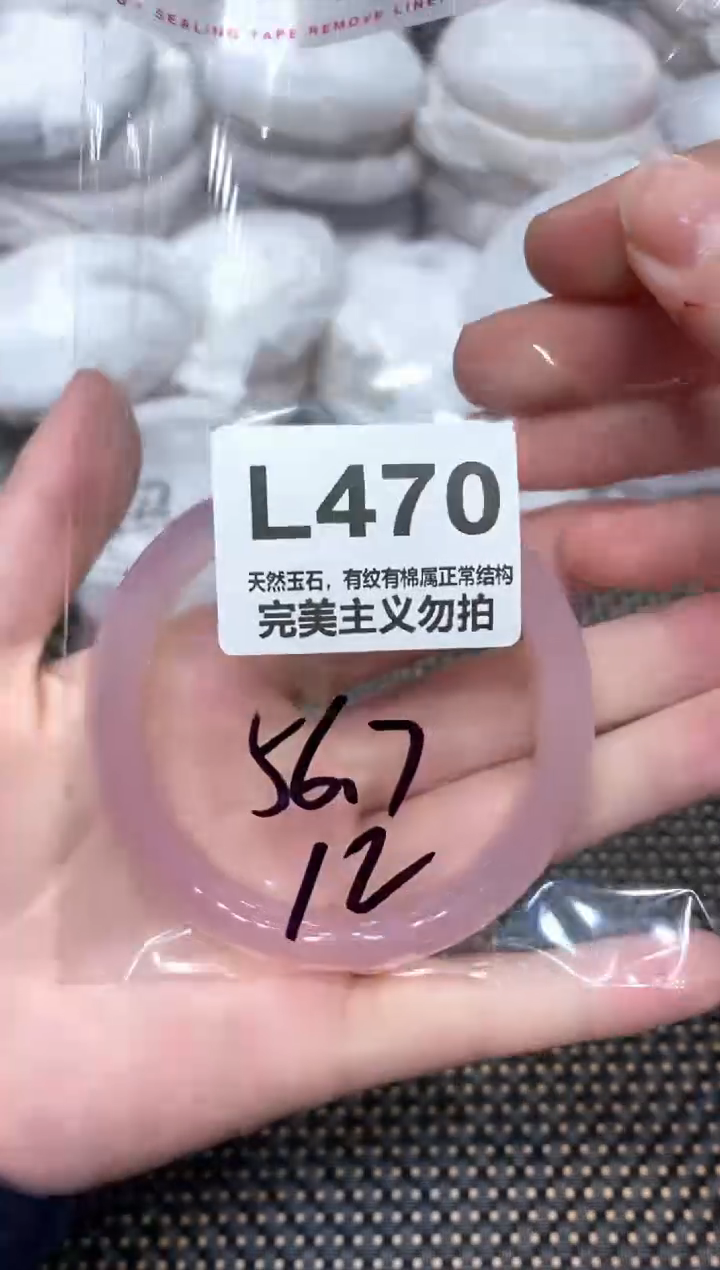 SEALING TAPE REMOVE LINE
L470
天然玉石，有纹有棉属正常结构
完美主义勿拍
56.7
12